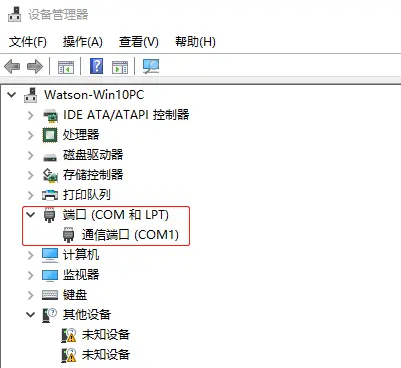 设备管理器
文件(F) 操作(A) 查看(V) 帮助(H)
Watson-Win10PC
IDE ATA/ATAPI 控制器
处理器
磁盘驱动器
存储控制器
打印队列
端口 (COM 和 LPT)
通信端口 (COM1)
计算机
监视器
键盘
其他设备
未知设备
未知设备